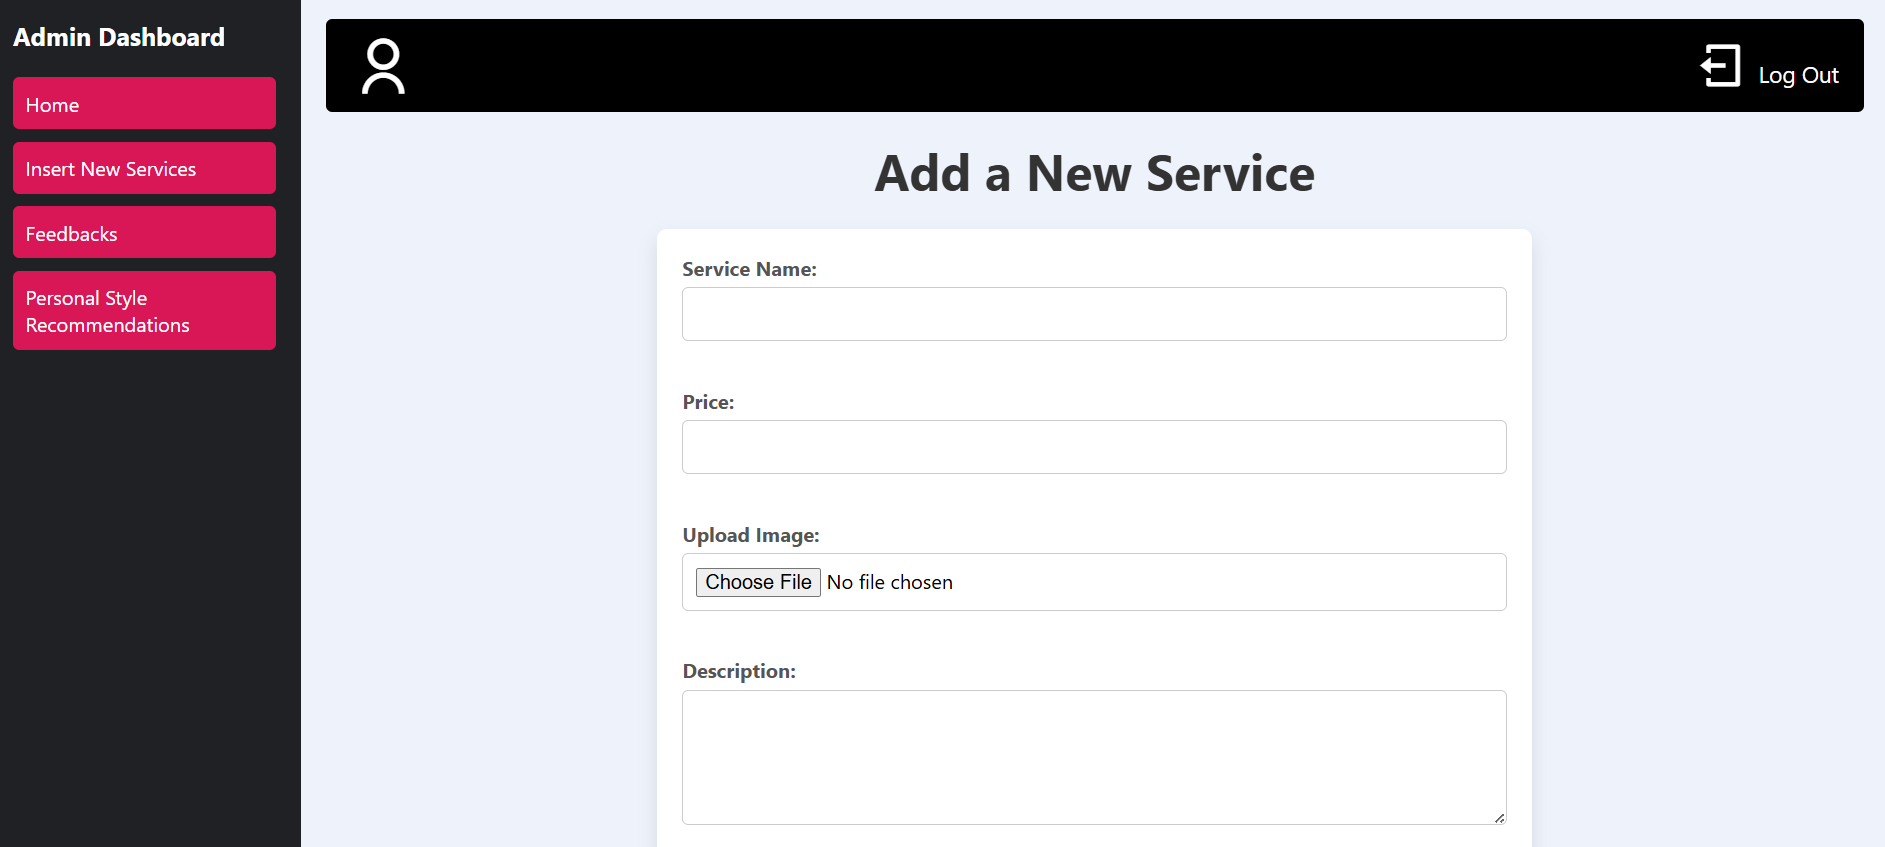 Admin Dashboard
Home
Insert New Services
Feedbacks
Personal Style
Recommendations
Log Out
Add a New Service
Service Name:
Price:
Upload Image:
Choose File No file chosen
Description: